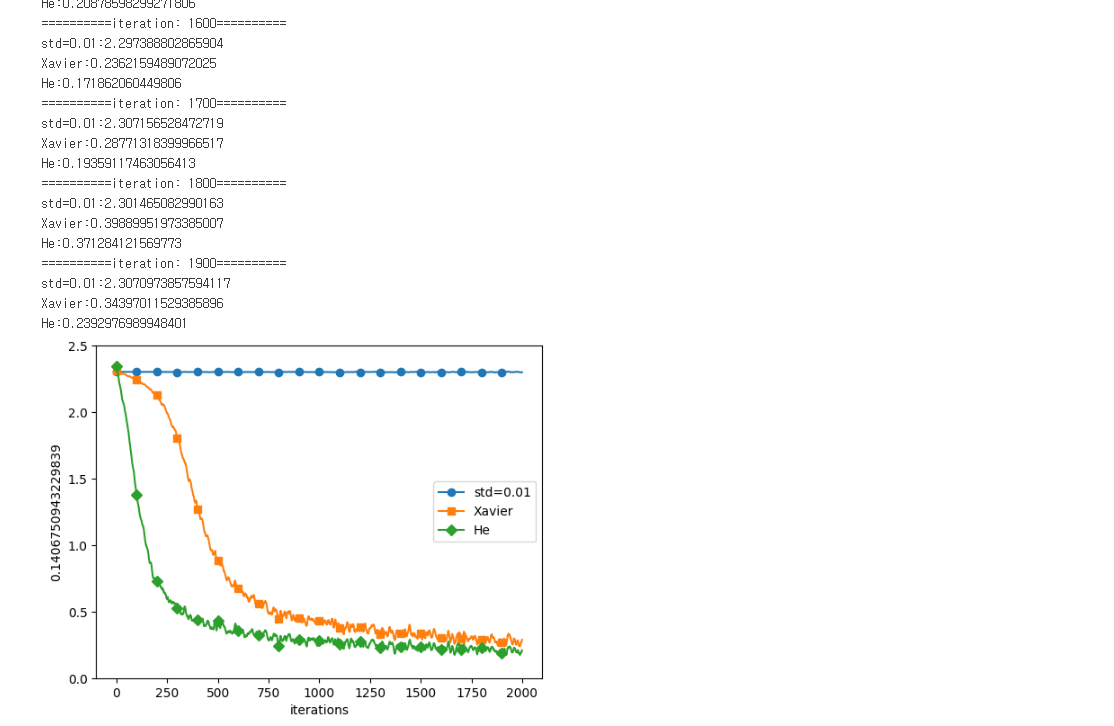 He:0.20878598299271806
==========iteration: 1600==========
std=0.01:2.297388802865904
Xavier:0.2362159489072025
He:0.171862060449806
==========iteration: 1700==========
std=0.01:2.307156528472719
Xavier:0.28771318399966517
He:0.19359117463056413
==========iteration: 1800==========
std=0.01:2.301465082990163
Xavier:0.39889951973385007
He:0.371284121569773
==========iteration: 1900==========
std=0.01:2.3070973857594117
Xavier:0.34397011529385896
He:0.2392976989948401
2.5
2.0
1.5
1.0
0.5
0.0
0.1406750943229839
std=0.01
Xavier
He
0 250 500 750 1000 1250 1500 1750 2000
iterations